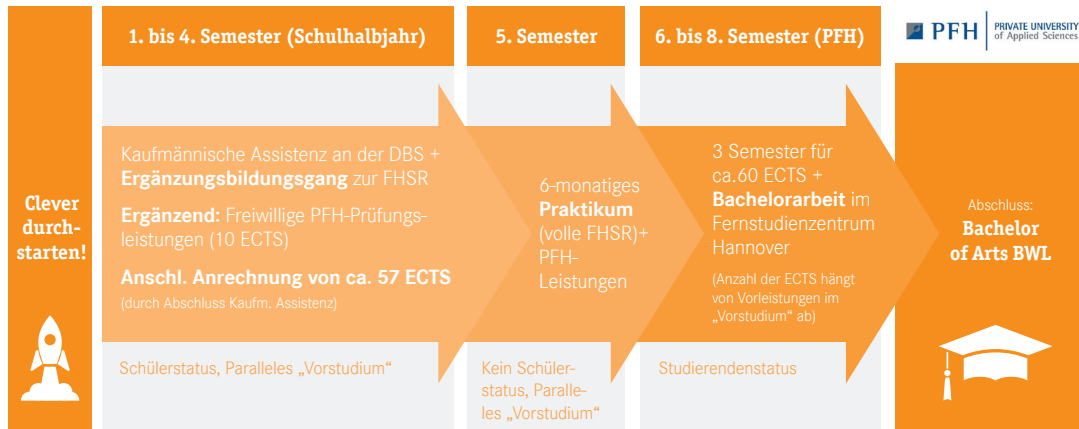 Clever
durch-
starten!
1. bis 4. Semester (Schulhalbjahr)
Kaufmännische Assistenz an der DBS +
Ergänzungsbildungsgang zur FHSR
Ergänzend: Freiwillige PFH-Prüfungs-
leistungen (10 ECTS)
Anschl. Anrechnung von ca. 57 ECTS
(durch Abschluss Kaufm. Assistenz)
Schülerstatus, Paralleles „Vorstudium“
5. Semester
6-monatiges
Praktikum
(volle FHSR)+
PFH-
Leistungen
Kein Schüler-
status, Paralle-
les „Vorstudium“
6. bis 8. Semester (PFH)
3 Semester für
ca.60 ECTS +
Bachelorarbeit im
Fernstudienzentrum
Hannover
(Anzahl der ECTS hängt
von Vorleistungen im
„Vorstudium“ ab)
Studierendenstatus
PFH
PRIVATE UNIVERSITY
of Applied Sciences
Abschluss:
Bachelor
of Arts BWL